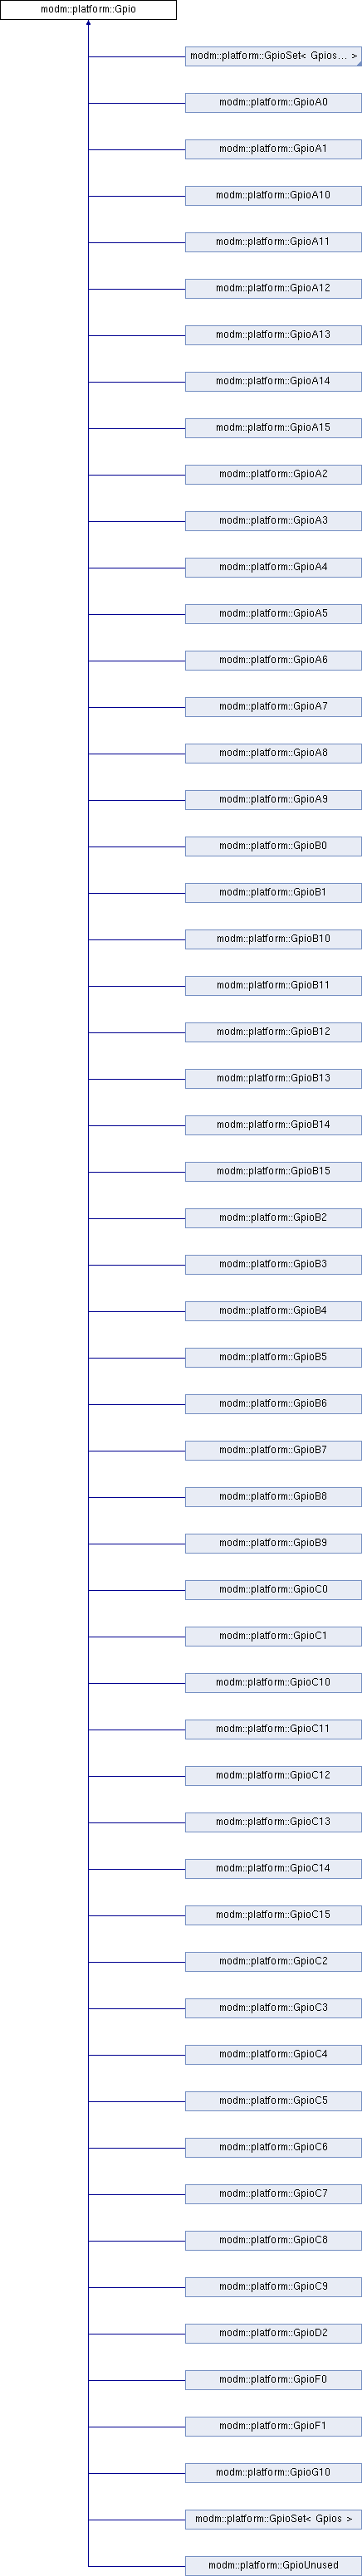 modm::platform::Gpio
modm::platform::GpioSet< Gpios... >
modm::platform::GpioA0
modm::platform::GpioA1
modm::platform::GpioA10
modm::platform::GpioA11
modm::platform::GpioA12
modm::platform::GpioA13
modm::platform::GpioA14
modm::platform::GpioA15
modm::platform::GpioA2
modm::platform::GpioA3
modm::platform::GpioA4
modm::platform::GpioA5
modm::platform::GpioA6
modm::platform::GpioA7
modm::platform::GpioA8
modm::platform::GpioA9
modm::platform::GpioB0
modm::platform::GpioB1
modm::platform::GpioB10
modm::platform::GpioB11
modm::platform::GpioB12
modm::platform::GpioB13
modm::platform::GpioB14
modm::platform::GpioB15
modm::platform::GpioB2
modm::platform::GpioB3
modm::platform::GpioB4
modm::platform::GpioB5
modm::platform::GpioB6
modm::platform::GpioB7
modm::platform::GpioB8
modm::platform::GpioB9
modm::platform::GpioC0
modm::platform::GpioC1
modm::platform::GpioC10
modm::platform::GpioC11
modm::platform::GpioC12
modm::platform::GpioC13
modm::platform::GpioC14
modm::platform::GpioC15
modm::platform::GpioC2
modm::platform::GpioC3
modm::platform::GpioC4
modm::platform::GpioC5
modm::platform::GpioC6
modm::platform::GpioC7
modm::platform::GpioC8
modm::platform::GpioC9
modm::platform::GpioD2
modm::platform::GpioF0
modm::platform::GpioF1
modm::platform::GpioG10
modm::platform::GpioSet< Gpios >
modm::platform::GpioUnused